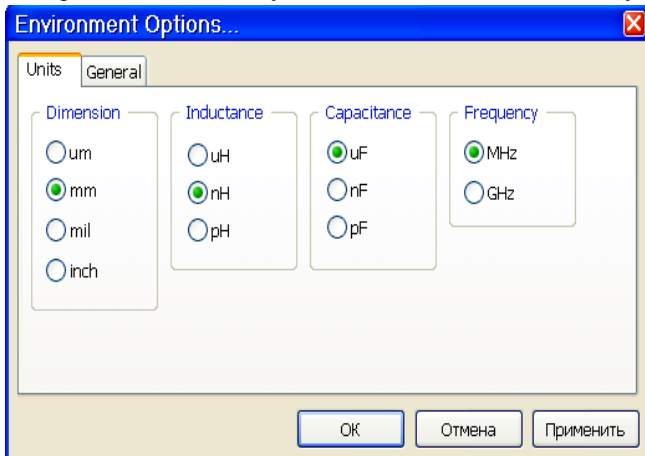 Environment Options...
Units General
Dimension Inductance Capacitance Frequency
um uH uF MHz
mm nH nF GHz
mil pH pF
inch
ОК Отмена Применить